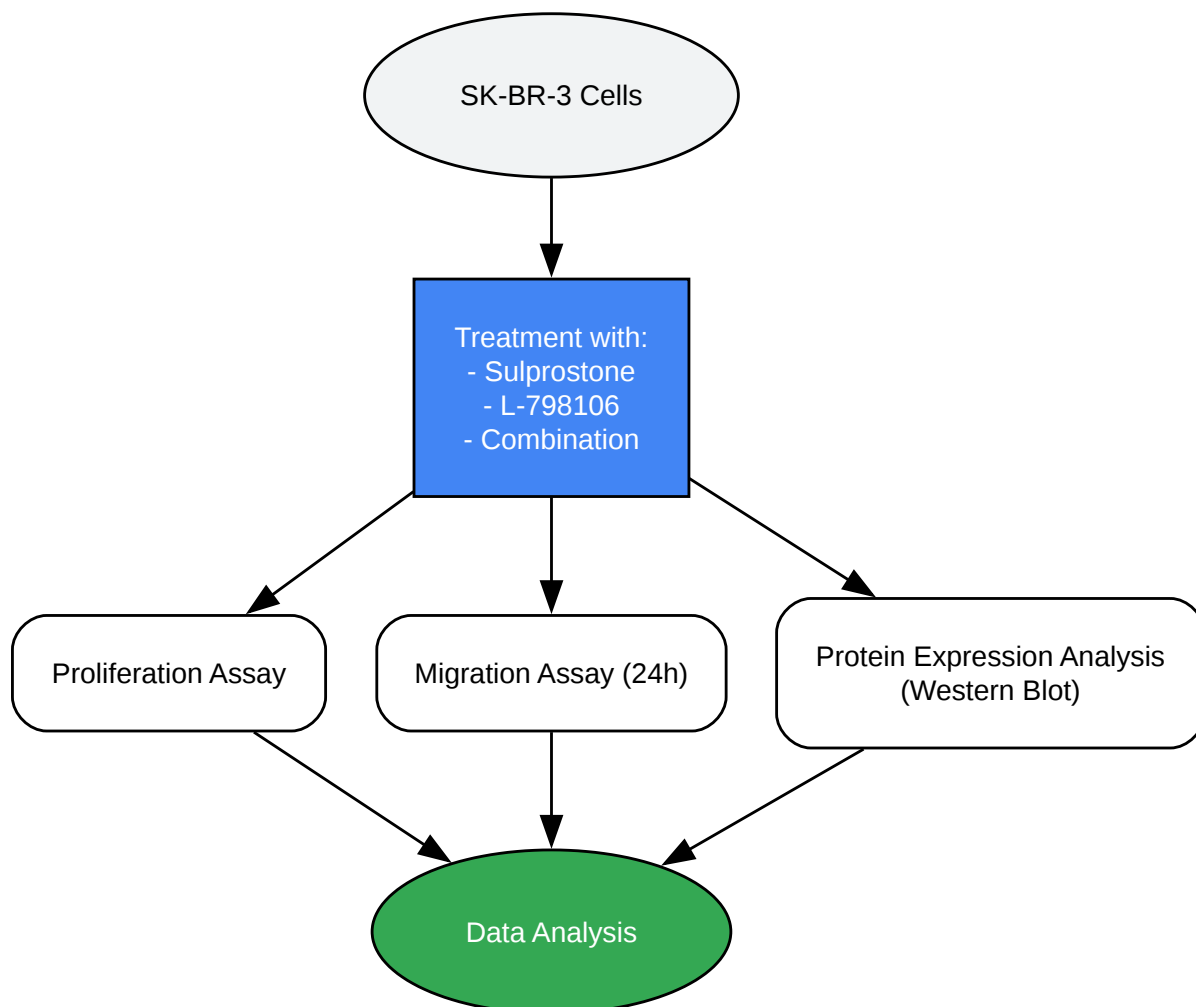 SK-BR-3 Cells
Treatment with:
- Sulprostone
- L-798106
- Combination
Proliferation Assay
Migration Assay (24h)
Protein Expression Analysis
(Western Blot)
Data Analysis